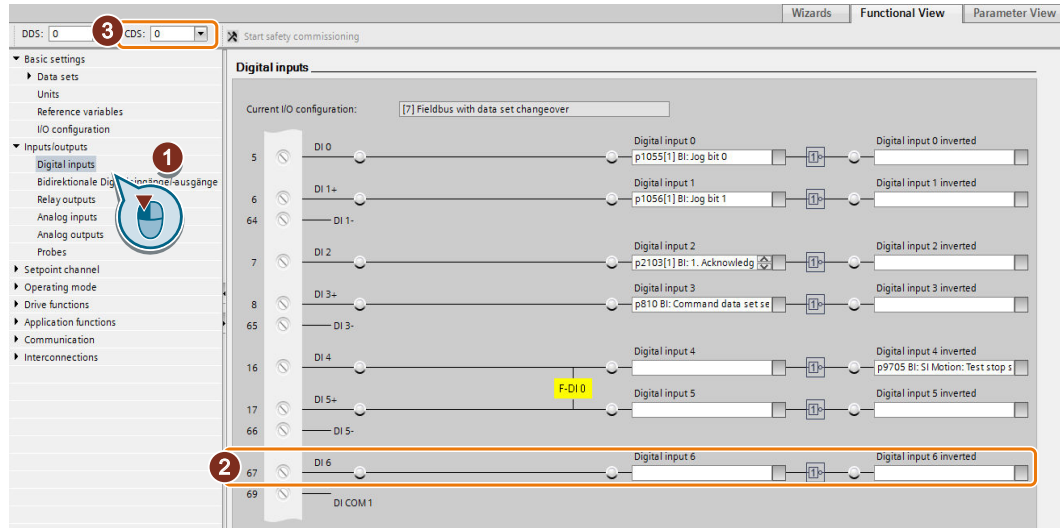 Wizards Functional View Parameter View
DDS: 0 3 CDS: 0 Start safety commissioning
Basic settings
Data sets
Units
Reference variables
I/O configuration
Inputs/outputs
Digital inputs
1
Relay outputs
Analog inputs
Analog outputs
Probes
Setpoint channel
Operating mode
Drive functions
Application functions
Communication
Interconnections
Digital inputs
Current I/O configuration: [7] Fieldbus with data set changeover
Digital input 0 Digital input 0 inverted
5 DI 0 p1055[1] BI: Jog bit 0 1
Digital input 1 Digital input 1 inverted
6 DI 1+ p1056[1] BI: Jog bit 1 1
64 DI 1-
Digital input 2 Digital input 2 inverted
7 DI 2 p2103[1] BI: 1. Acknowledg 1
Digital input 3 Digital input 3 inverted
8 DI 3+ p810 BI: Command data set se 1
65 DI 3-
Digital input 4 Digital input 4 inverted
16 DI 4 1 p9705 BI: SI Motion: Test stop s
F-DI 0
Digital input 5 Digital input 5 inverted
17 DI 5+ 1
66 DI 5-
2
Digital input 6 Digital input 6 inverted
67 DI 6 1
69 DI COM 1